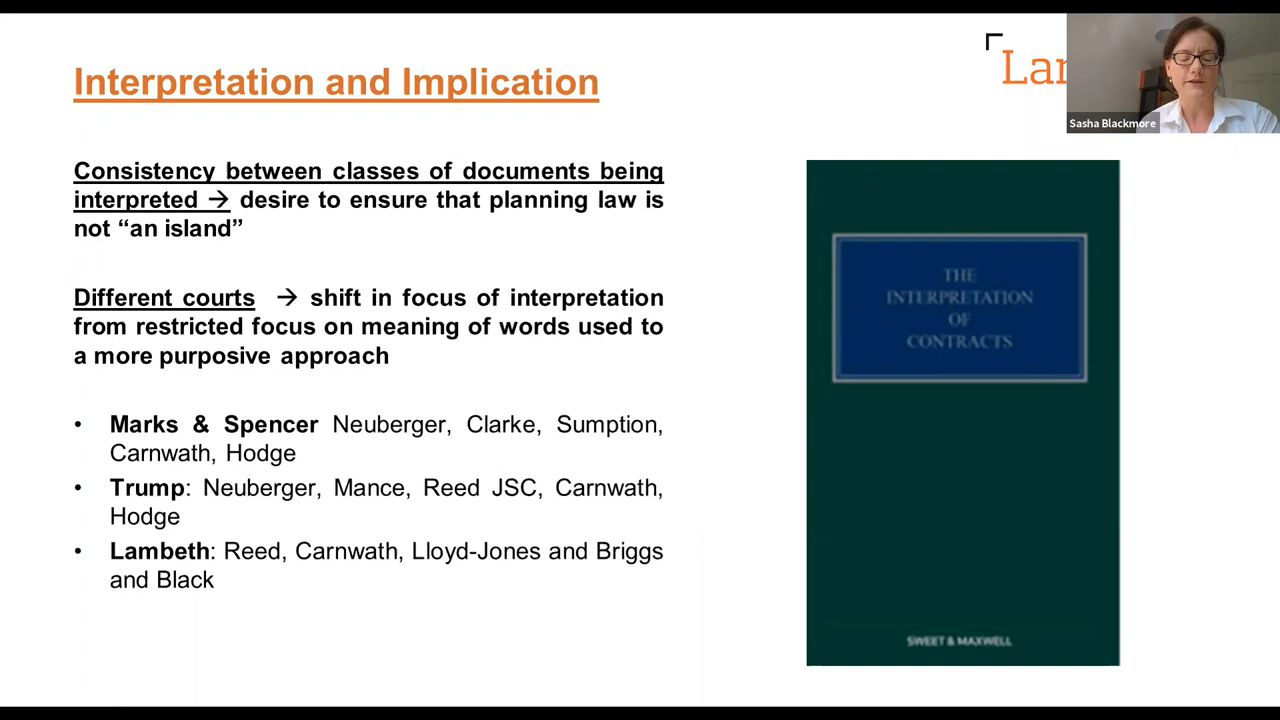 Interpretation and Implication
Lan
Sasha Blackmore
Consistency between classes of documents being
interpreted → desire to ensure that planning law is
not “an island”
Different courts → shift in focus of interpretation
from restricted focus on meaning of words used to
a more purposive approach
• Marks & Spencer Neuberger, Clarke, Sumption,
Carnwath, Hodge
• Trump: Neuberger, Mance, Reed JSC, Carnwath,
Hodge
• Lambeth: Reed, Carnwath, Lloyd-Jones and Briggs
and Black
THE
INTERPRETATION
OF
CONTRACTS
SWEET & MAXWELL